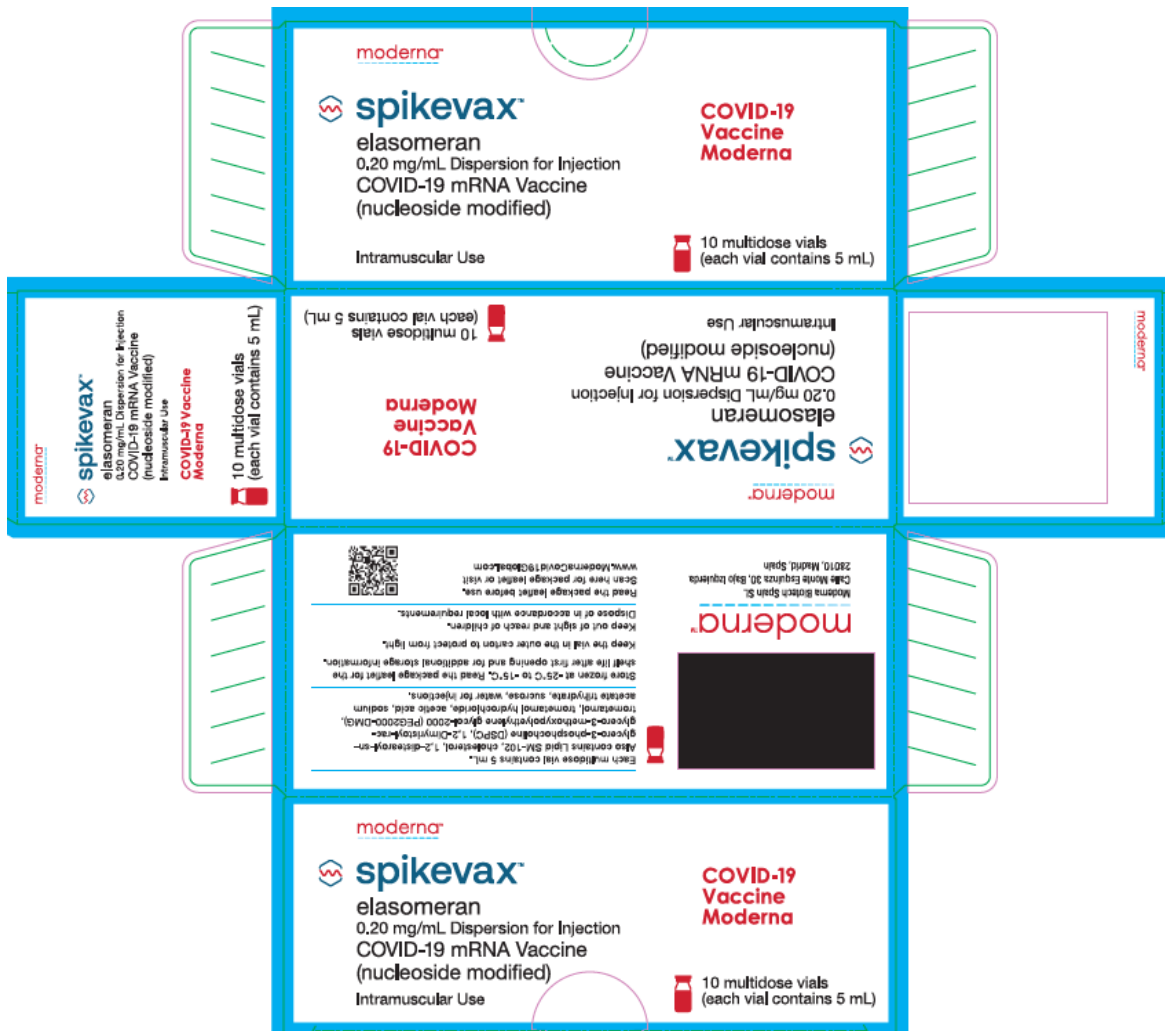 moderna™
spikevax™
elasomeran
0.20 mg/mL Dispersion for Injection
COVID-19 mRNA Vaccine
(nucleoside modified)
Intramuscular Use
COVID-19
Vaccine
Moderna
10 multidose vials
(each vial contains 5 mL)
moderna™
spikevax™
elasomeran
0.20 mg/mL Dispersion for Injection
COVID-19 mRNA Vaccine
(nucleoside modified)
Intramuscular Use
COVID-19 Vaccine
Moderna
10 multidose vials
(each vial contains 5 mL)
moderna™
spikevax™
elasomeran
0.20 mg/mL Dispersion for Injection
COVID-19 mRNA Vaccine
(nucleoside modified)
Intramuscular Use
COVID-19
Vaccine
Moderna
10 multidose vials
(each vial contains 5 mL)
moderna™
Each multidose vial contains 5 mL.
Also contains Lipid SM-102, cholesterol, 1,2-distearoyl-sn-
glycero-3-phosphocholine (DSPC), 1,2-Dimyristoyl-rac-
glycero-3-methoxypolyethylene glycol-2000 (PEG2000-DMG),
trometamol, trometamol hydrochloride, acetic acid, sodium
acetate trihydrate, sucrose, water for injections.
Store frozen at -25°C to -15°C. Read the package leaflet for the
shelf life after first opening and for additional storage information.
Keep the vial in the outer carton to protect from light.
Keep out of sight and reach of children.
Dispose of in accordance with local requirements.
Read the package leaflet before use.
Scan here for package leaflet or visit
www.ModernaCovid19Global.com
moderna™
Moderna Biotech Spain SL
Calle Monte Esquinza 30, Bajo Izquierda
28010, Madrid, Spain
moderna™
spikevax™
elasomeran
0.20 mg/mL Dispersion for Injection
COVID-19 mRNA Vaccine
(nucleoside modified)
Intramuscular Use
COVID-19
Vaccine
Moderna
10 multidose vials
(each vial contains 5 mL)